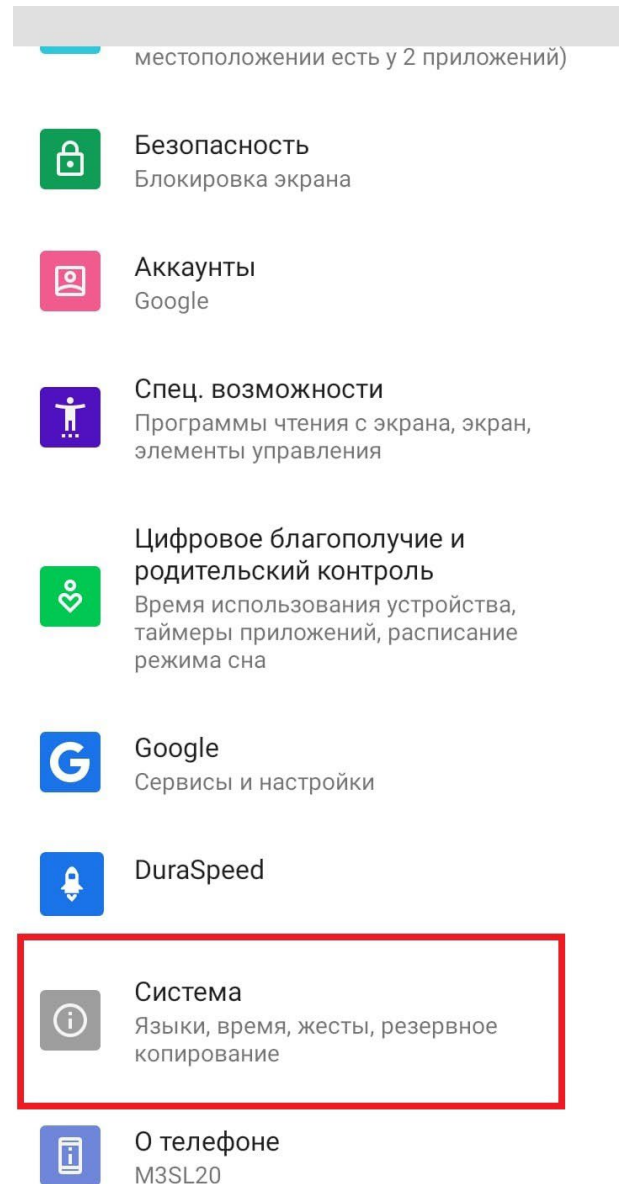 местоположении есть у 2 приложений)
Безопасность
Блокировка экрана
Аккаунты
Google
Спец. возможности
Программы чтения с экрана, экран,
элементы управления
Цифровое благополучие и
родительский контроль
Время использования устройства,
таймеры приложений, расписание
режима сна
Google
Сервисы и настройки
DuraSpeed
Система
Языки, время, жесты, резервное
копирование
О телефоне
M3SL20